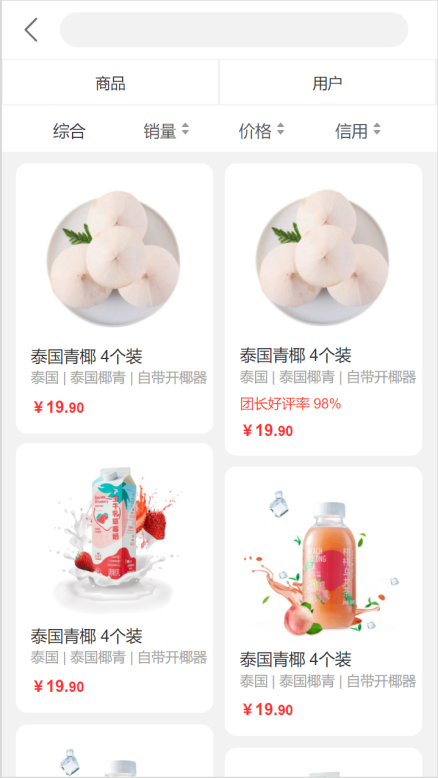 商品
用户
综合
销量
价格
信用
泰国青椰 4个装
泰国 | 泰国椰青 | 自带开椰器
￥19.90
泰国青椰 4个装
泰国 | 泰国椰青 | 自带开椰器
团长好评率 98%
￥19.90
泰国青椰 4个装
泰国 | 泰国椰青 | 自带开椰器
￥19.90
泰国青椰 4个装
泰国 | 泰国椰青 | 自带开椰器
￥19.90